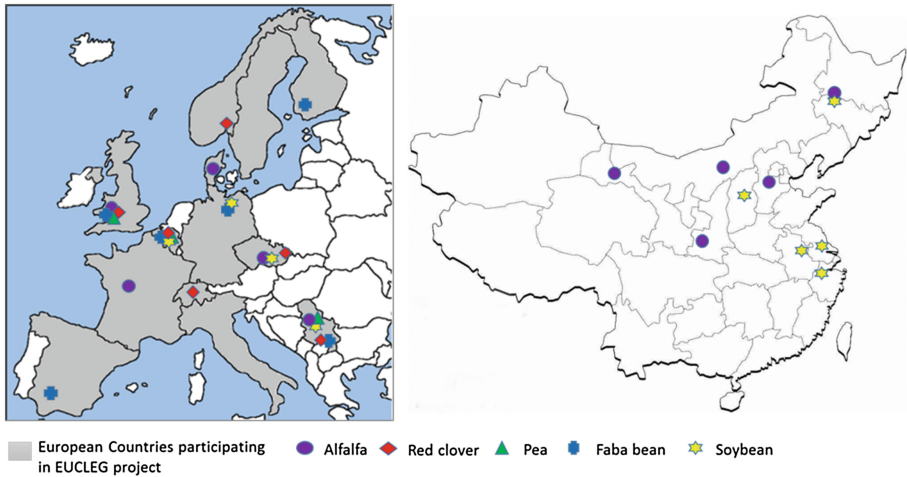 European Countries participating
in EUCLEG project
Alfalfa
Red clover
Pea
Faba bean
Soybean